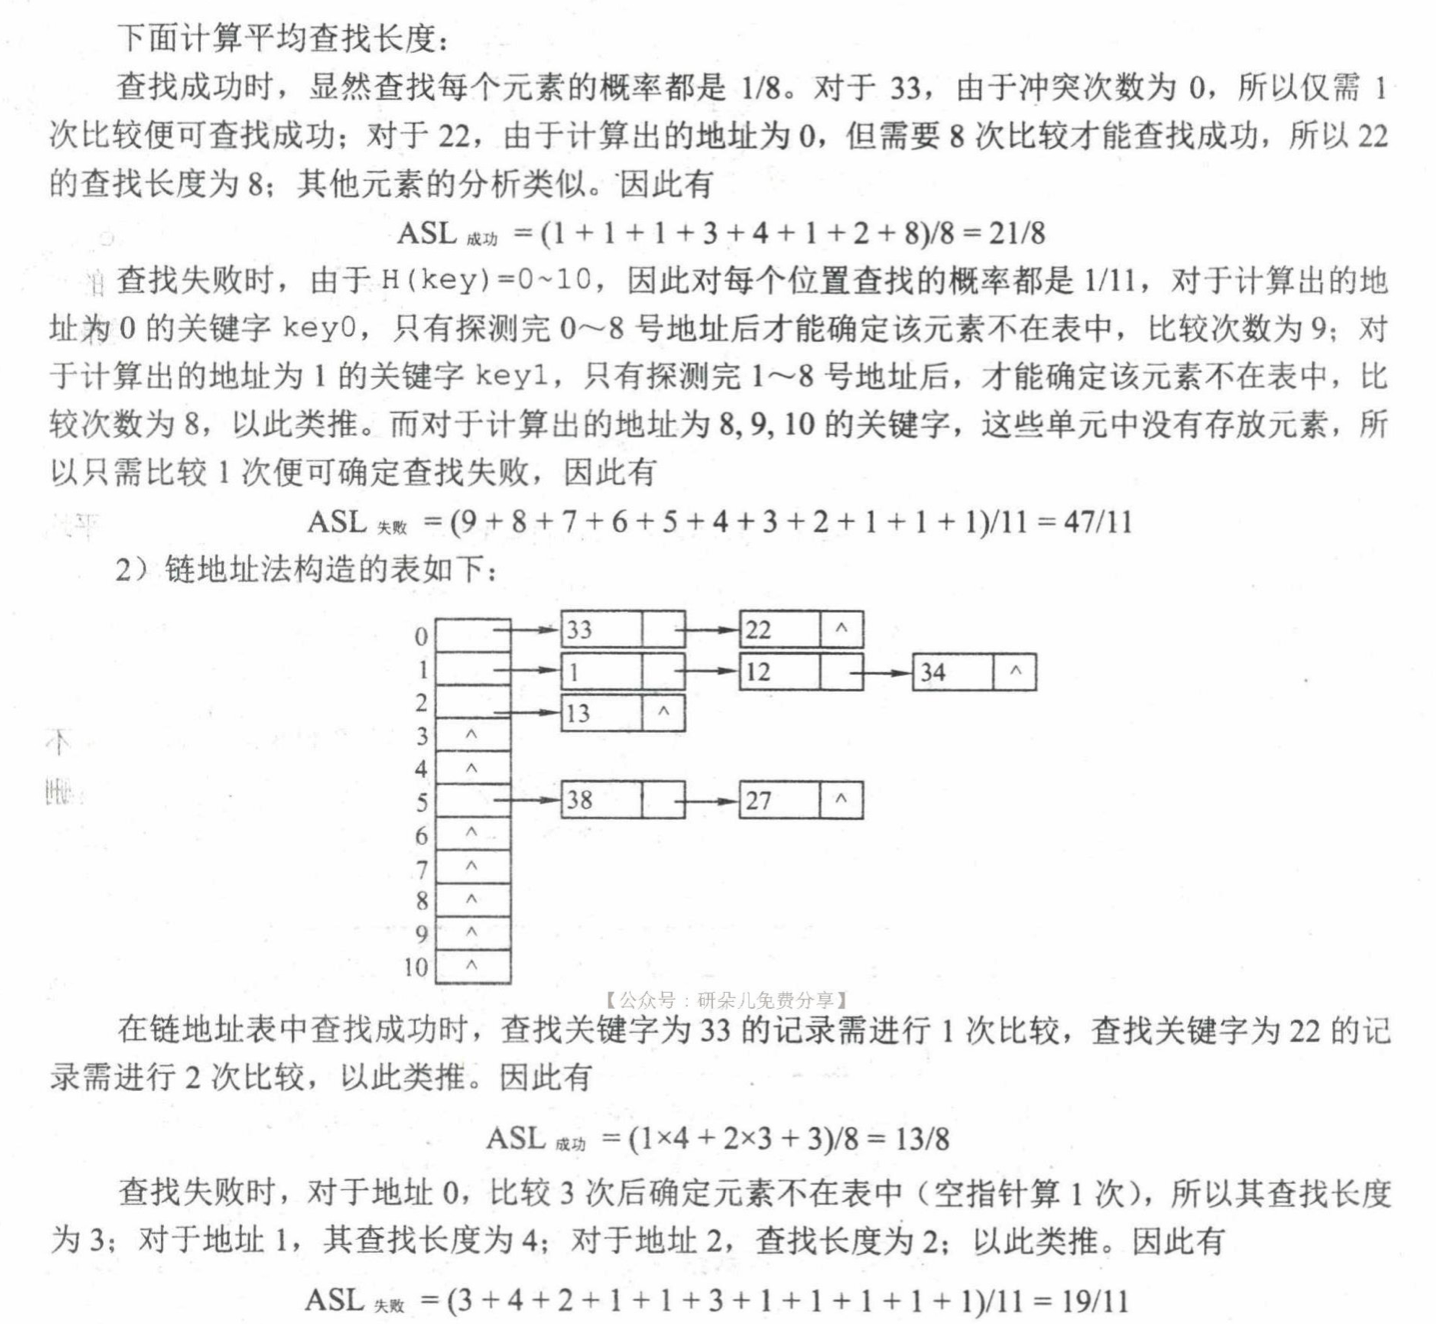 下面计算平均查找长度：
查找成功时，显然查找每个元素的概率都是 1/8。对于 33，由于冲突次数为 0，所以仅需 1
次比较便可查找成功；对于 22，由于计算出的地址为 0，但需要 8 次比较才能查找成功，所以 22
的查找长度为 8；其他元素的分析类似。因此有
ASL 成功 = (1 + 1 + 1 + 3 + 4 + 1 + 2 + 8)/8 = 21/8
查找失败时，由于 H(key)=0~10，因此对每个位置查找的概率都是 1/11，对于计算出的地
址为 0 的关键字 key0，只有探测完 0～8 号地址后才能确定该元素不在表中，比较次数为 9；对
于计算出的地址为 1 的关键字 key1，只有探测完 1～8 号地址后，才能确定该元素不在表中，比
较次数为 8，以此类推。而对于计算出的地址为 8, 9, 10 的关键字，这些单元中没有存放元素，所
以只需比较 1 次便可确定查找失败，因此有
ASL 失败 = (9 + 8 + 7 + 6 + 5 + 4 + 3 + 2 + 1 + 1 + 1)/11 = 47/11
2）链地址法构造的表如下：
0 33 22 ^
1 1 12 34 ^
2 13 ^
3 ^
4 ^
5 38 27 ^
6 ^
7 ^
8 ^
9 ^
10 ^
【公众号：研朵儿免费分享】
在链地址表中查找成功时，查找关键字为 33 的记录需进行 1 次比较，查找关键字为 22 的记
录需进行 2 次比较，以此类推。因此有
ASL 成功 = (1×4 + 2×3 + 3)/8 = 13/8
查找失败时，对于地址 0，比较 3 次后确定元素不在表中（空指针算 1 次），所以其查找长度
为 3；对于地址 1，其查找长度为 4；对于地址 2，查找长度为 2；以此类推。因此有
ASL 失败 = (3 + 4 + 2 + 1 + 1 + 3 + 1 + 1 + 1 + 1 + 1)/11 = 19/11